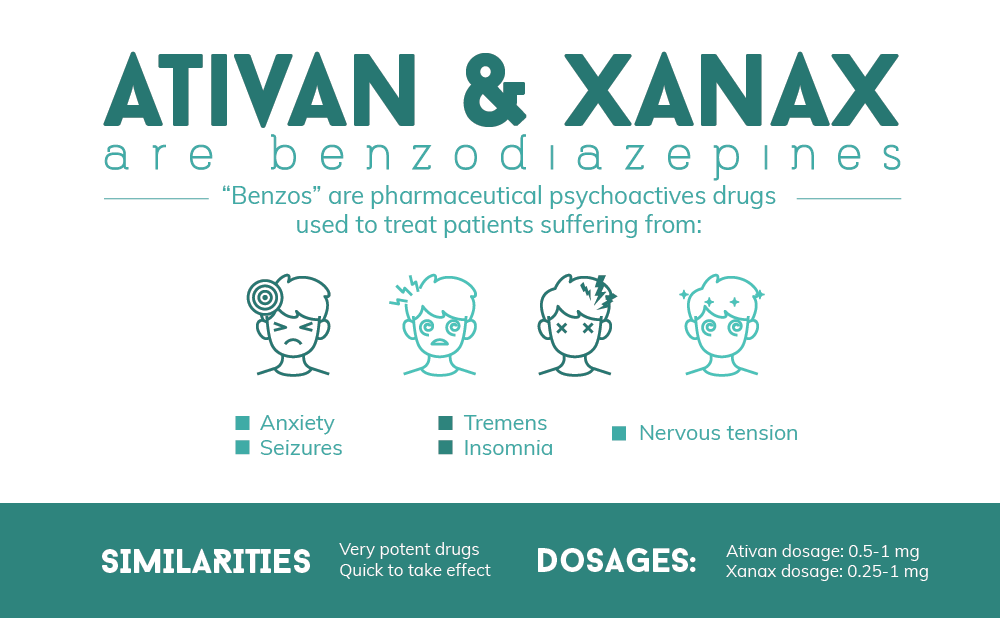 ATIVAN & XANAX
are benzodıazepınes
“Benzos” are pharmaceutical psychoactives drugs
used to treat patients suffering from:
Anxiety
Seizures
Tremens
Insomnia
Nervous tension
SIMILARITIES
Very potent drugs
Quick to take effect
DOSAGES:
Ativan dosage: 0.5-1 mg
Xanax dosage: 0.25-1 mg